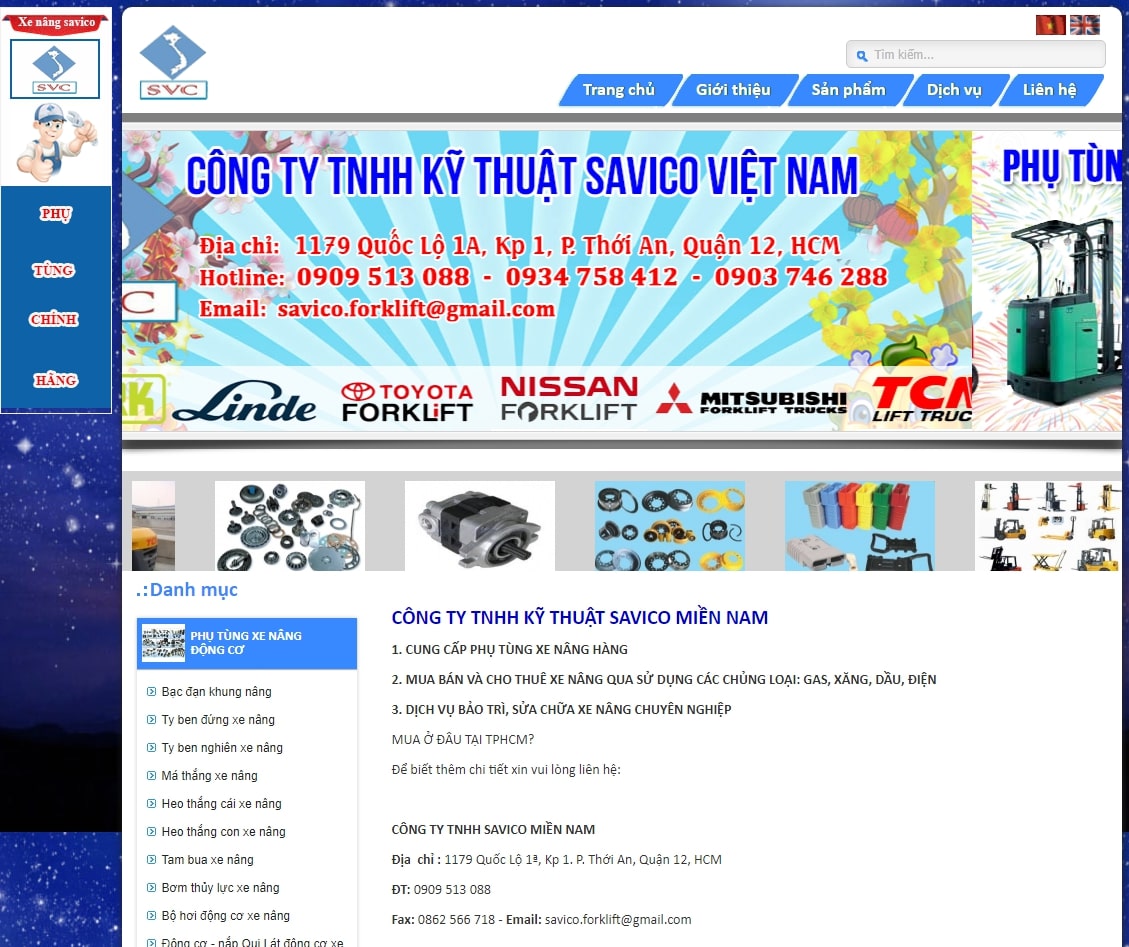 Xe nâng savico
SVC
PHỤ
TÙNG
CHÍNH
HÃNG
SVC
Tìm kiếm...
Trang chủ
Giới thiệu
Sản phẩm
Dịch vụ
Liên hệ
CÔNG TY TNHH KỸ THUẬT SAVICO VIỆT NAM
Địa chỉ: 1179 Quốc Lộ 1A, Kp 1, P. Thới An, Quận 12, HCM
Hotline: 0909 513 088 - 0934 758 412 - 0903 746 288
Email: savico.forklift@gmail.com
C
Linde
TOYOTA
FORKLiFT
NISSAN
FORKLIFT
MITSUBISHI
FORKLIFT TRUCKS
TCM
LIFT TRUC
PHỤ TÙN
.:Danh mục
PHỤ TÙNG XE NÂNG
ĐỘNG CƠ
Bạc đạn khung nâng
Ty ben đứng xe nâng
Ty ben nghiên xe nâng
Má thắng xe nâng
Heo thắng cái xe nâng
Heo thắng con xe nâng
Tam bua xe nâng
Bơm thủy lực xe nâng
Bộ hơi động cơ xe nâng
Động cơ - nắp Qui Lát động cơ xe
CÔNG TY TNHH KỸ THUẬT SAVICO MIỀN NAM
1. CUNG CẤP PHỤ TÙNG XE NÂNG HÀNG
2. MUA BÁN VÀ CHO THUÊ XE NÂNG QUA SỬ DỤNG CÁC CHỦNG LOẠI: GAS, XĂNG, DẦU, ĐIỆN
3. DỊCH VỤ BẢO TRÌ, SỬA CHỮA XE NÂNG CHUYÊN NGHIỆP
MUA Ở ĐÂU TẠI TPHCM?
Để biết thêm chi tiết xin vui lòng liên hệ:
CÔNG TY TNHH SAVICO MIỀN NAM
Địa chỉ : 1179 Quốc Lộ 1ª, Kp 1. P. Thới An, Quận 12, HCM
ĐT: 0909 513 088
Fax: 0862 566 718 - Email: savico.forklift@gmail.com